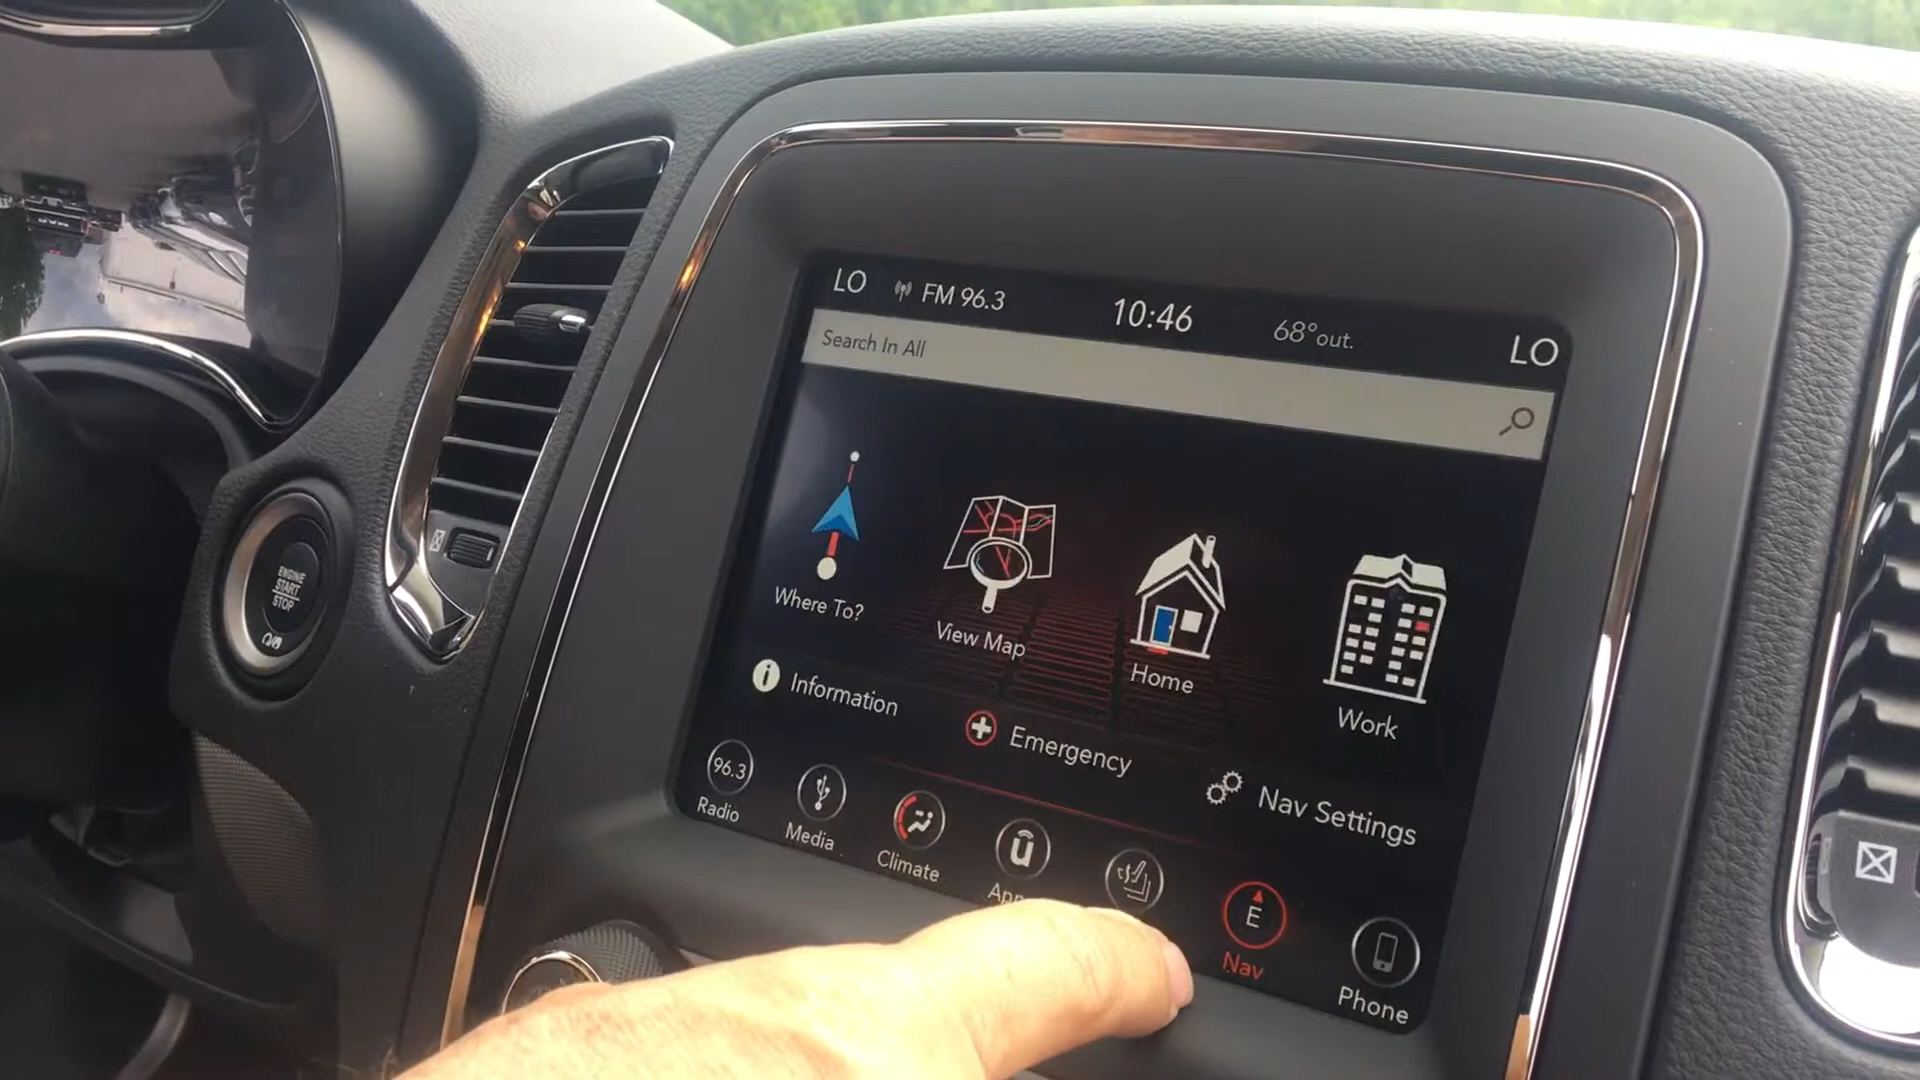 LO
FM 96.3
10:46
68°out.
LO
Search In All
Where To?
View Map
Home
Work
Information
Emergency
Nav Settings
96.3
E
Radio
Media
Climate
Nav
Phone
ENGINE
START
STOP